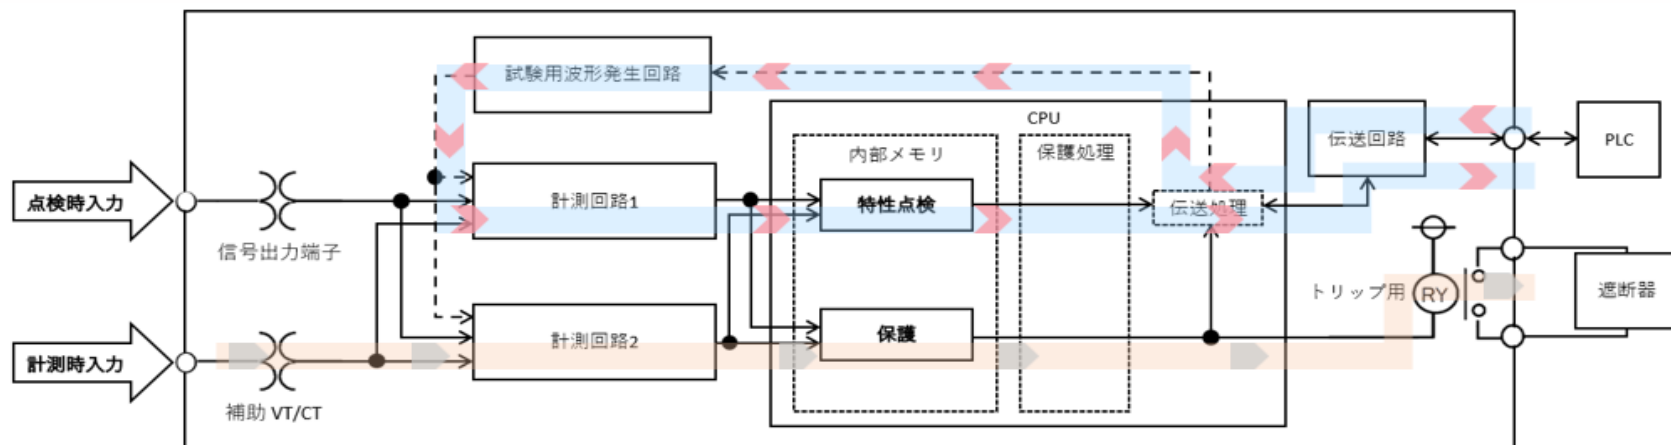 試験用波形発生回路
CPU
伝送回路
PLC
内部メモリ
保護処理
点検時入力
計測回路1
特性点検
伝送処理
信号出力端子
トリップ用
RY
遮断器
計測時入力
計測回路2
保護
補助 VT/CT